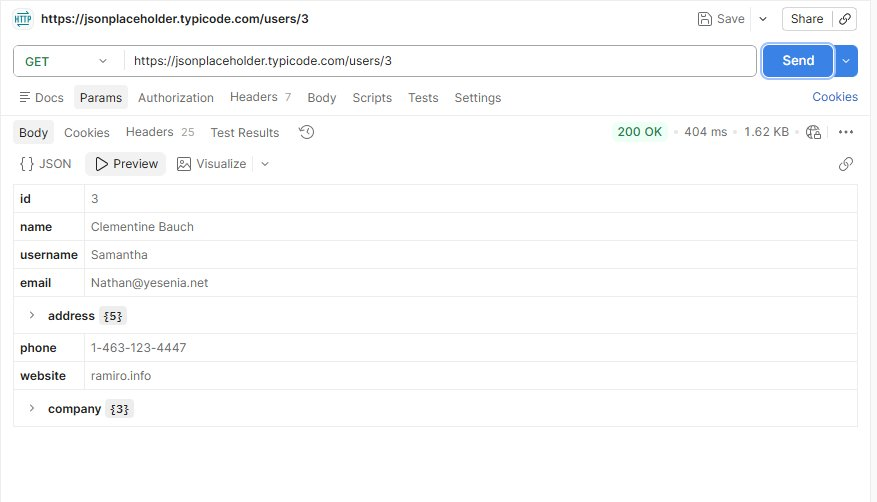 HTTP https://jsonplaceholder.typicode.com/users/3 Save Share
GET https://jsonplaceholder.typicode.com/users/3 Send
Docs Params Authorization Headers 7 Body Scripts Tests Settings Cookies
Body Cookies Headers 25 Test Results 200 OK • 404 ms • 1.62 KB •
{} JSON Preview Visualize
id 3
name Clementine Bauch
username Samantha
email Nathan@yesenia.net
address {5}
phone 1-463-123-4447
website ramiro.info
company {3}